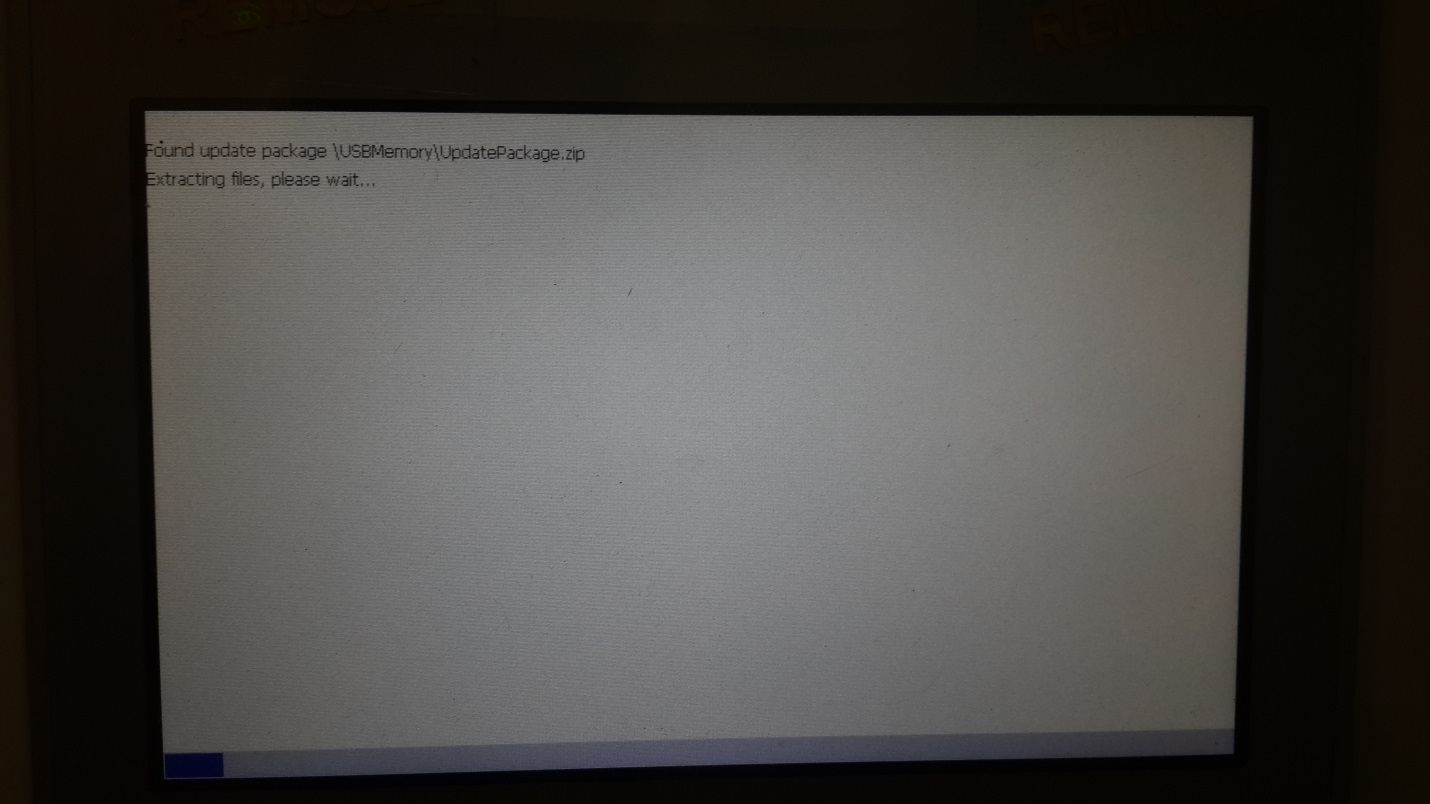 Found update package \USBMemory\UpdatePackage.zip
Extracting files, please wait...